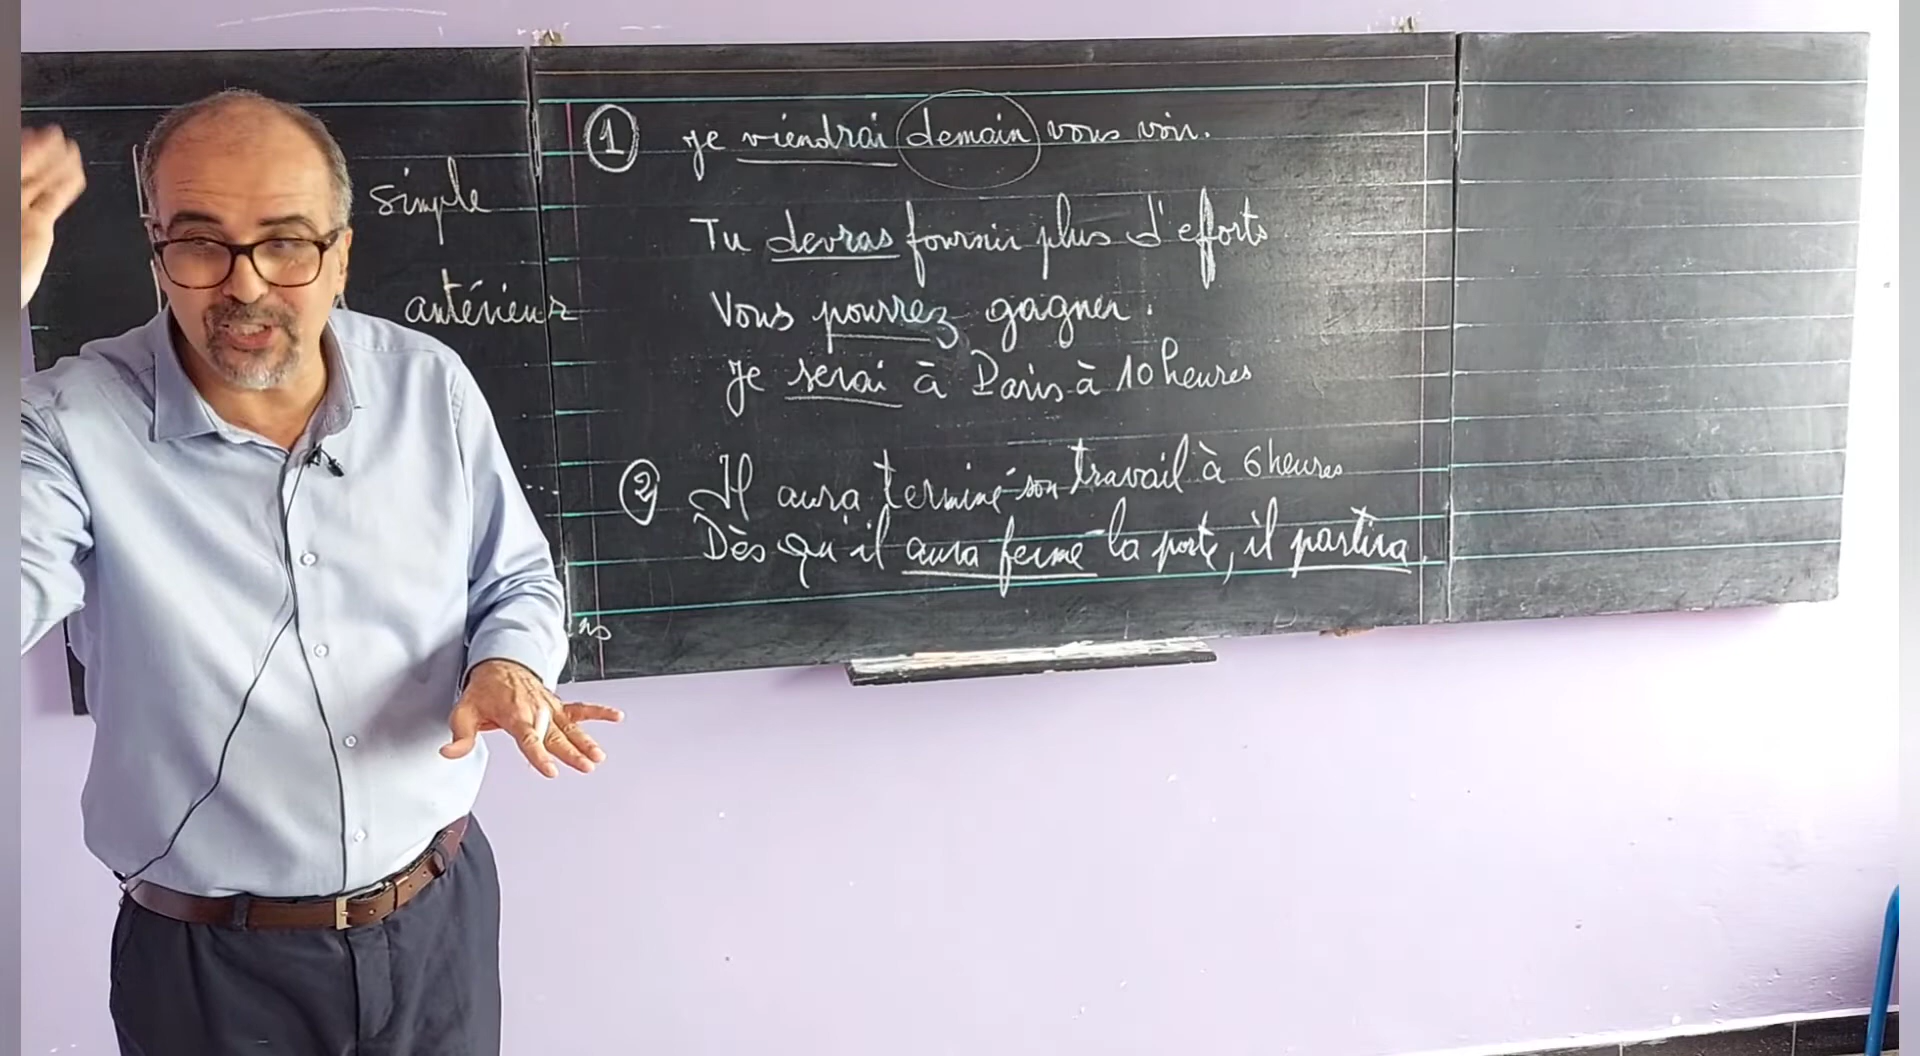 simple
antérieur
1 je viendrai demain vous voir.
Tu devras fournir plus d'eforts
Vous pourrez gagner.
Je serai à Paris à 10 heures
2 Il aura terminé son travail à 6 heures
Dès qu'il aura fermé la porte, il partira.